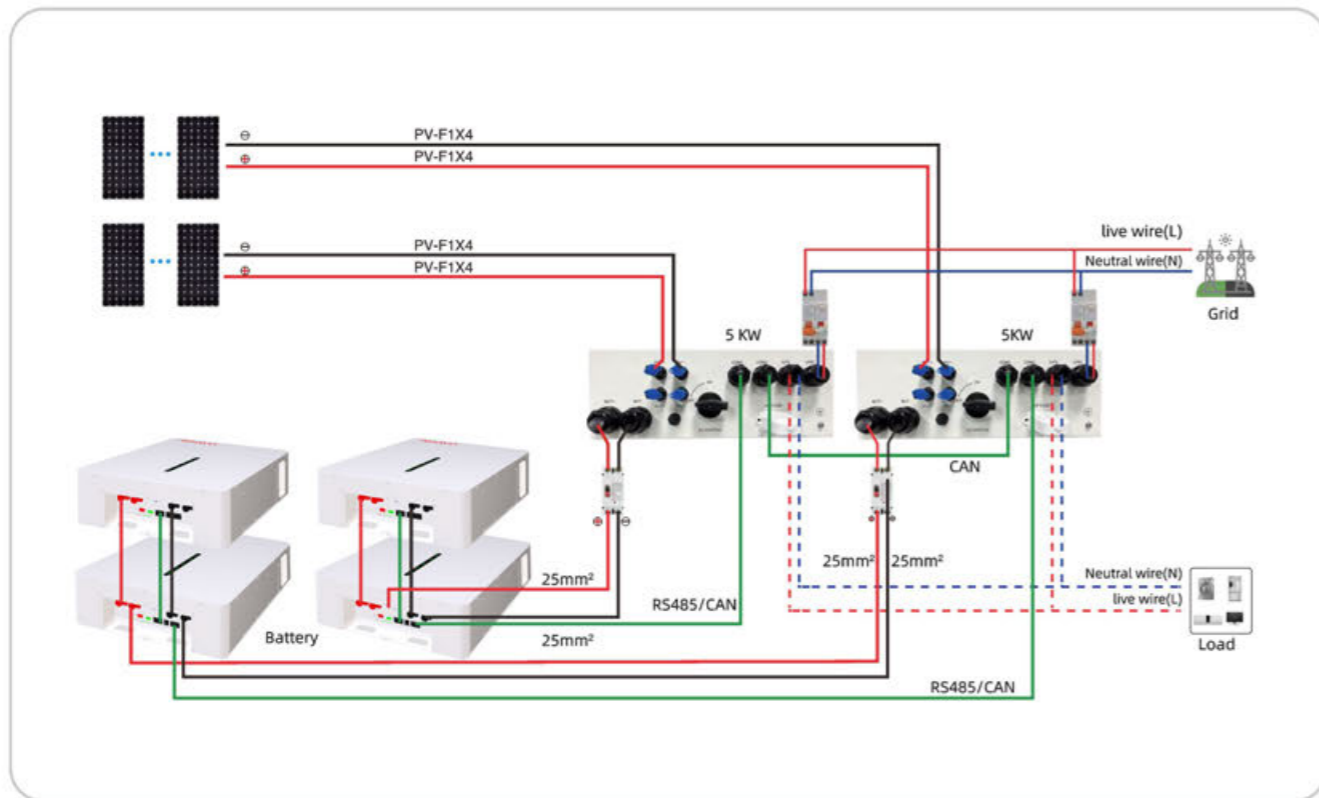 PV-F1X4
PV-F1X4
PV-F1X4
PV-F1X4
live wire(L)
Neutral wire(N)
Grid
5 KW
5KW
CAN
25mm²
25mm² 25mm²
RS485/CAN
25mm²
Battery
Neutral wire(N)
live wire(L)
Load
RS485/CAN